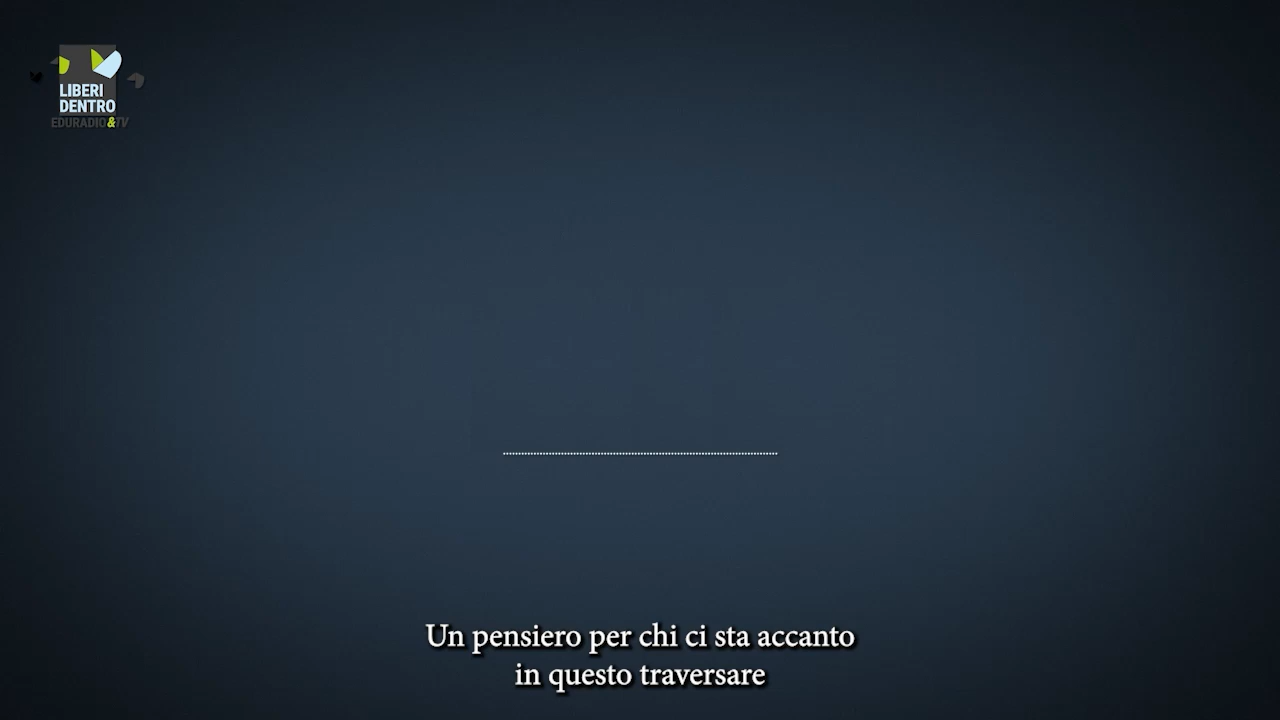 LIBERI
DENTRO
EDURADIO&TV
Un pensiero per chi ci sta accanto
in questo traversare